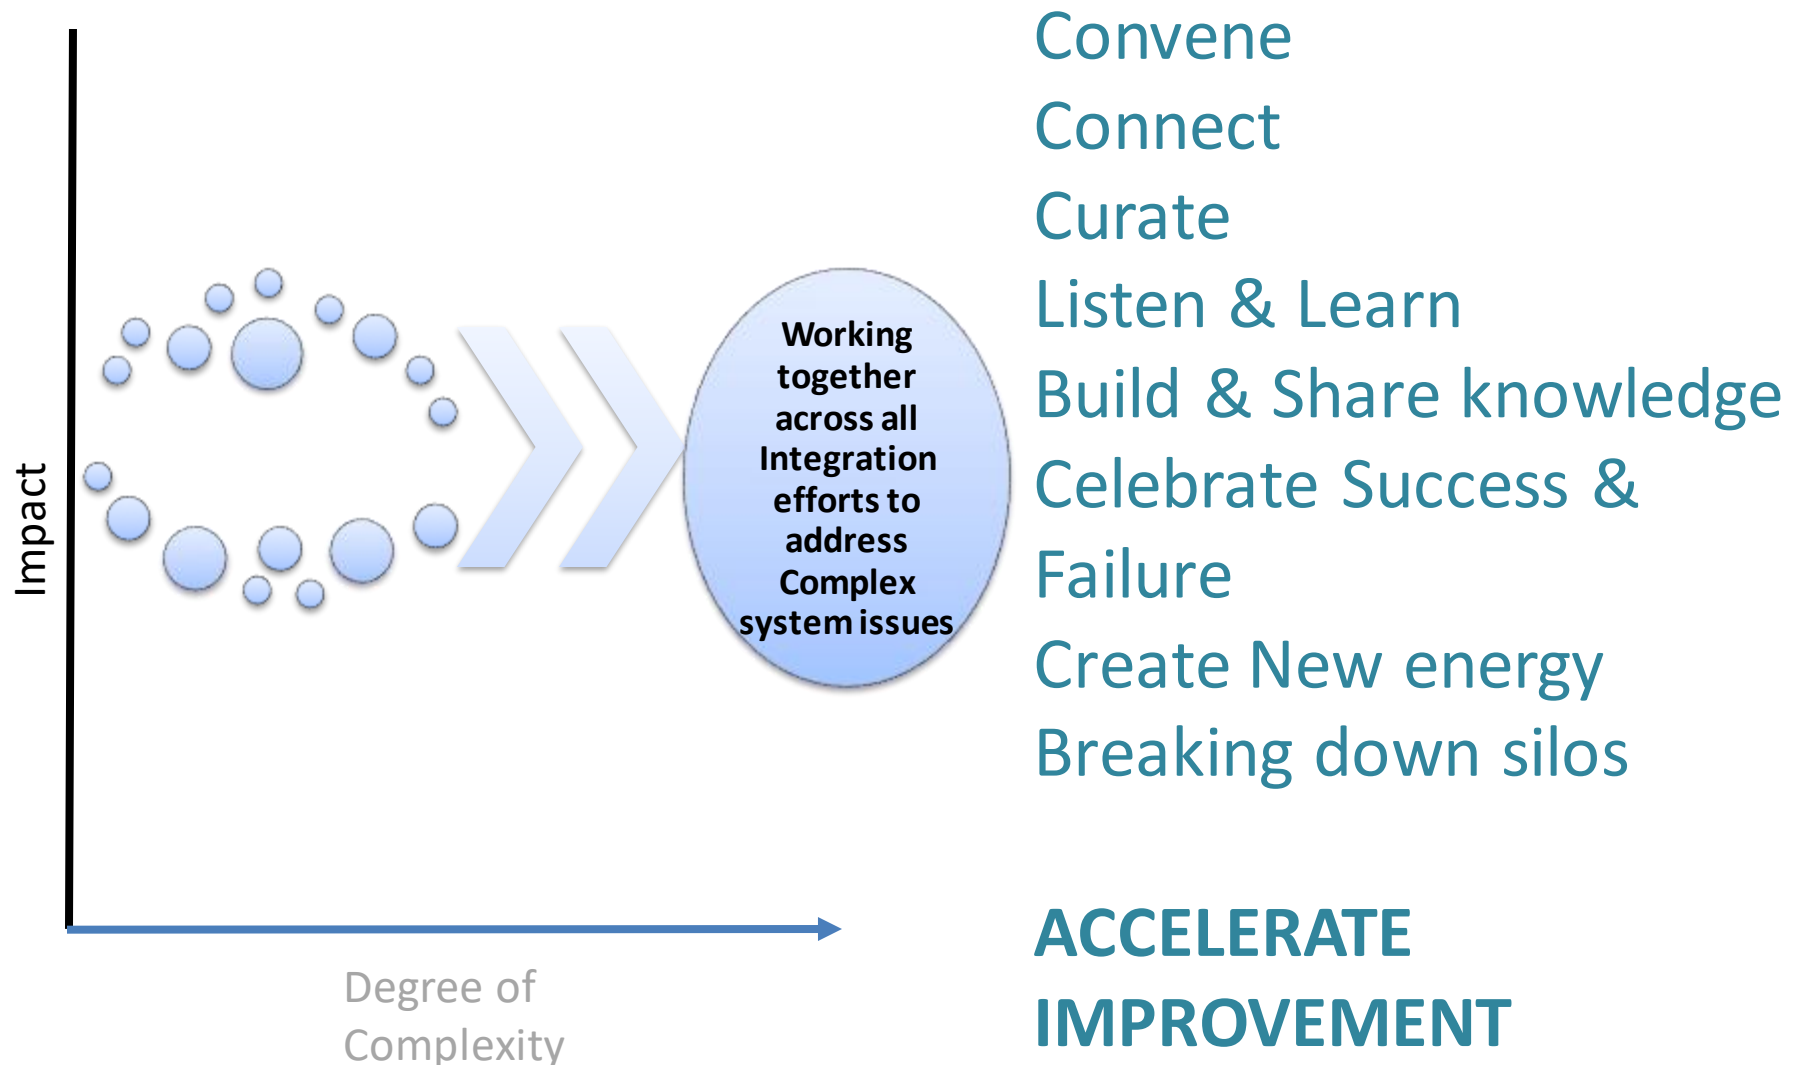 Impact
Working
together
across all
Integration
efforts to
address
Complex
system issues
Degree of
Complexity
Convene
Connect
Curate
Listen & Learn
Build & Share knowledge
Celebrate Success &
Failure
Create New energy
Breaking down silos
ACCELERATE
IMPROVEMENT